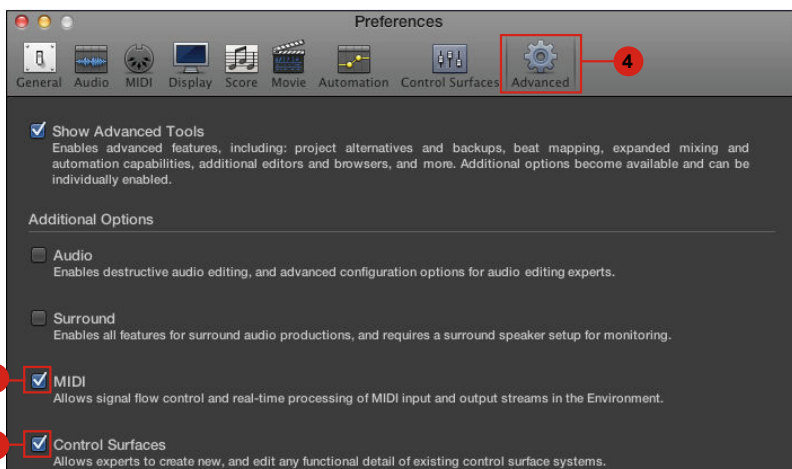 Preferences
General Audio MIDI Display Score Movie Automation Control Surfaces Advanced
4
Show Advanced Tools
Enables advanced features, including: project alternatives and backups, beat mapping, expanded mixing and
automation capabilities, additional editors and browsers, and more. Additional options become available and can be
individually enabled.
Additional Options
Audio
Enables destructive audio editing, and advanced configuration options for audio editing experts.
Surround
Enables all features for surround audio productions, and requires a surround speaker setup for monitoring.
MIDI
Allows signal flow control and real-time processing of MIDI input and output streams in the Environment.
Control Surfaces
Allows experts to create new, and edit any functional detail of existing control surface systems.